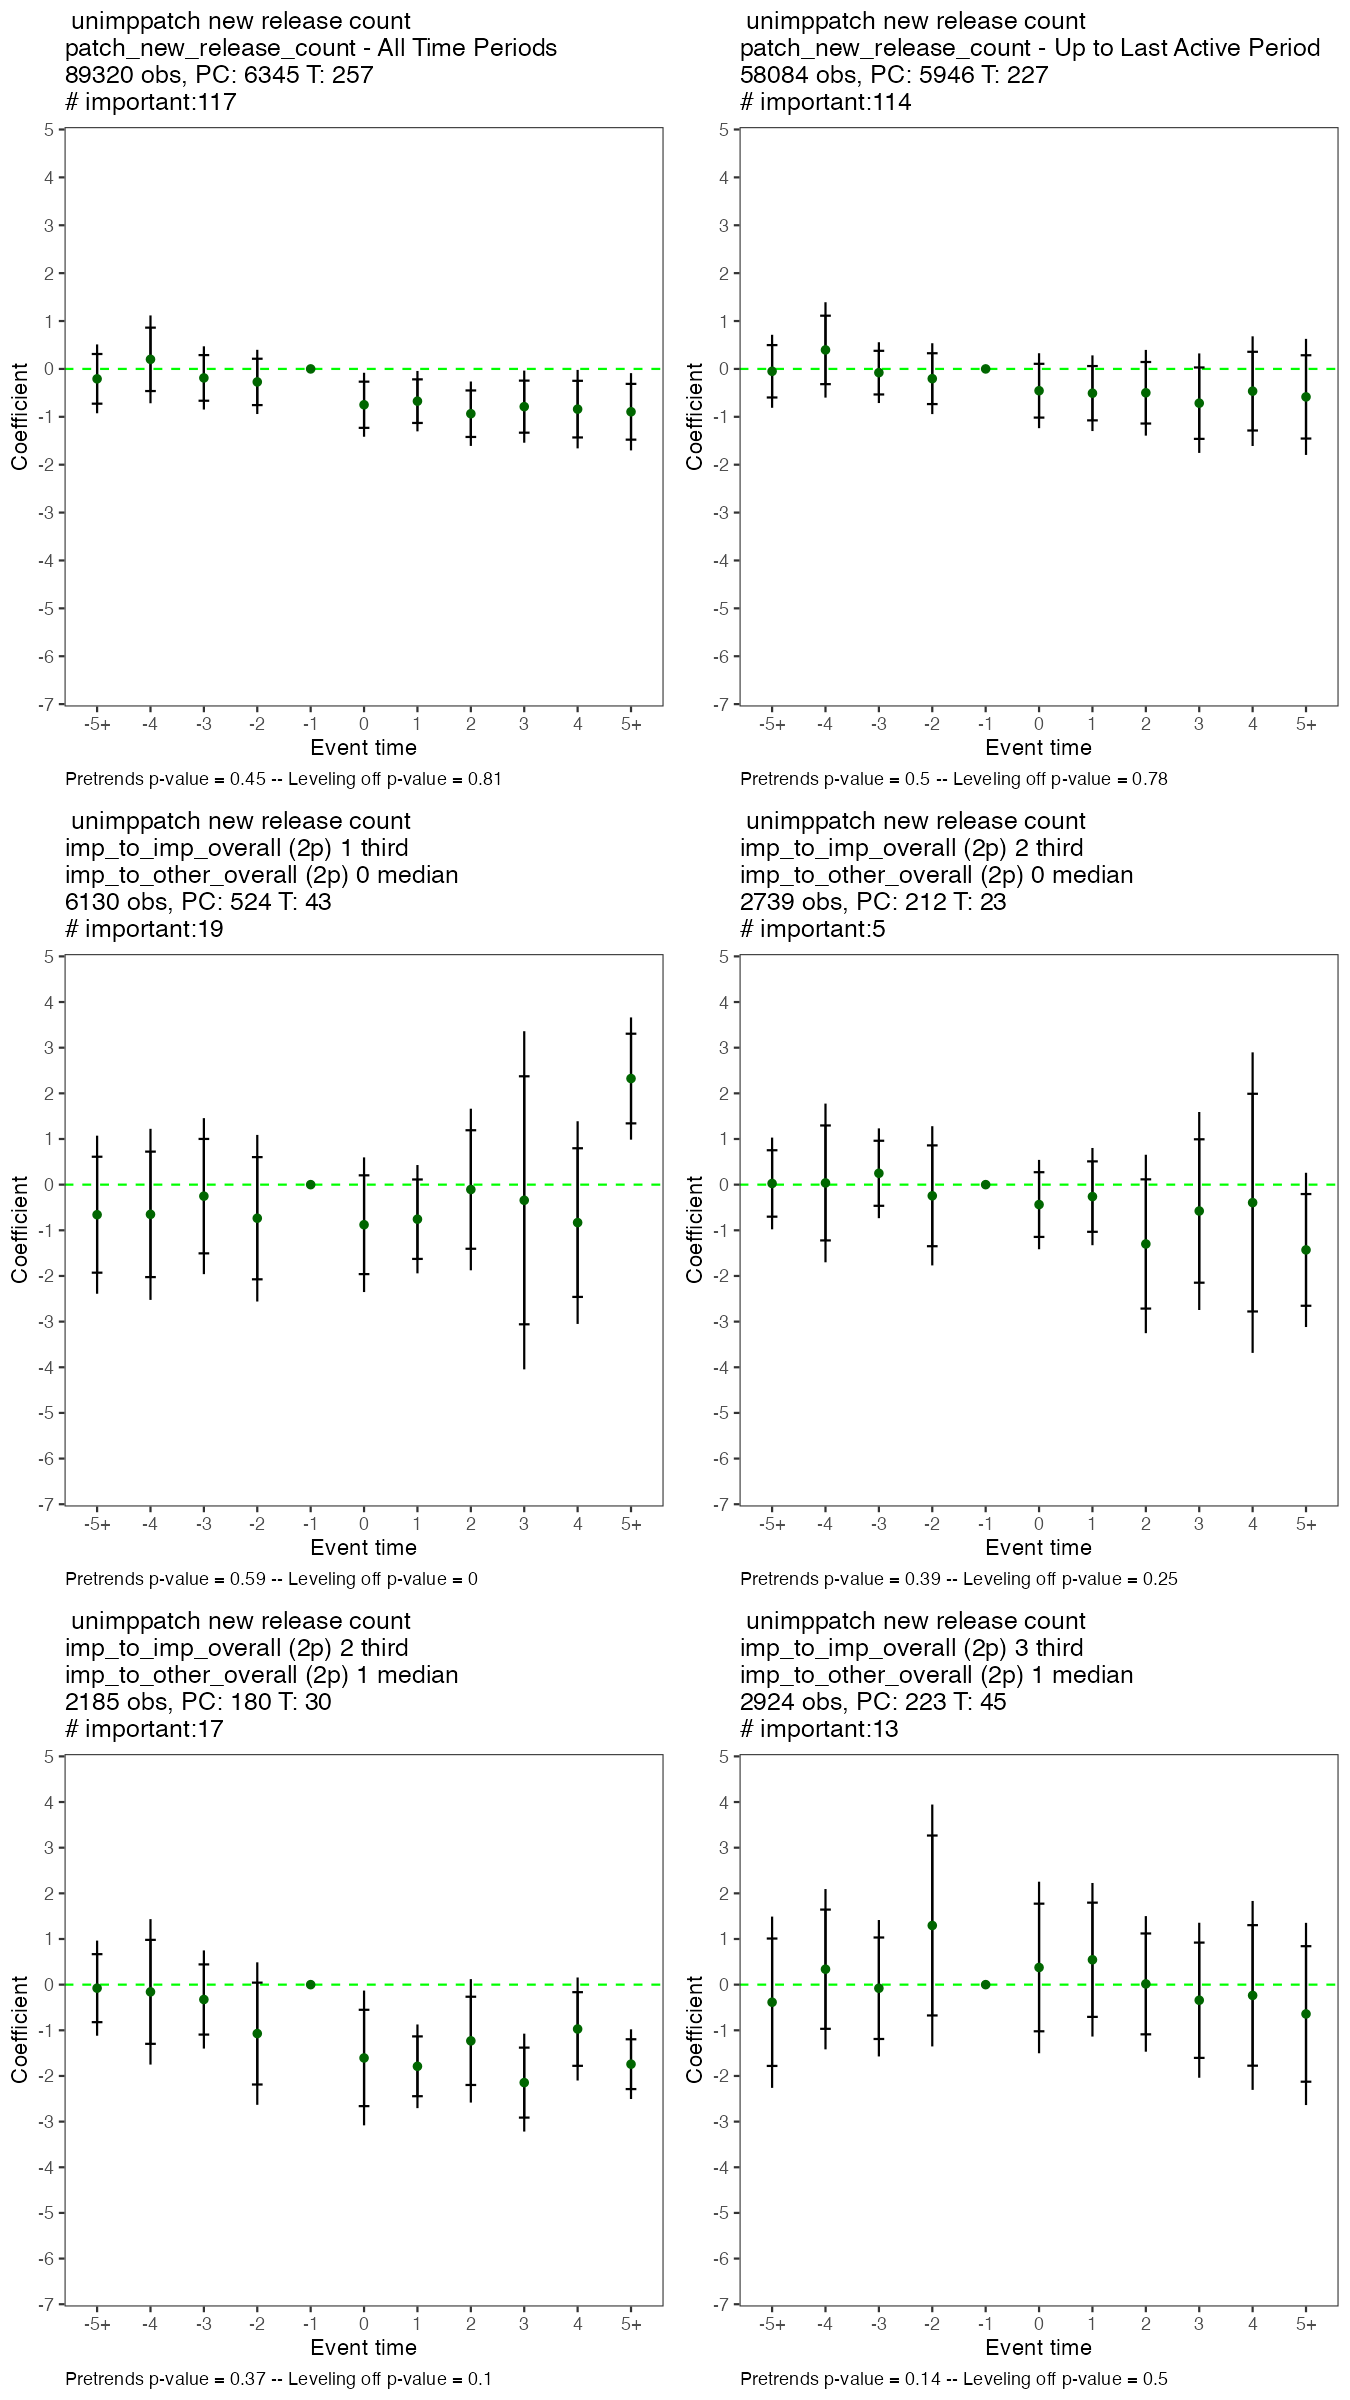 unimppatch new release count
patch_new_release_count - All Time Periods
89320 obs, PC: 6345 T: 257
# important:117
5
4
3
2
1
0
-1
-2
-3
-4
-5
-6
-7
Coefficient
-5+ -4 -3 -2 -1 0 1 2 3 4 5+
Event time
Pretrends p-value = 0.45 -- Leveling off p-value = 0.81
unimppatch new release count
patch_new_release_count - Up to Last Active Period
58084 obs, PC: 5946 T: 227
# important:114
5
4
3
2
1
0
-1
-2
-3
-4
-5
-6
-7
Coefficient
-5+ -4 -3 -2 -1 0 1 2 3 4 5+
Event time
Pretrends p-value = 0.5 -- Leveling off p-value = 0.78
unimppatch new release count
imp_to_imp_overall (2p) 1 third
imp_to_other_overall (2p) 0 median
6130 obs, PC: 524 T: 43
# important:19
5
4
3
2
1
0
-1
-2
-3
-4
-5
-6
-7
Coefficient
-5+ -4 -3 -2 -1 0 1 2 3 4 5+
Event time
Pretrends p-value = 0.59 -- Leveling off p-value = 0
unimppatch new release count
imp_to_imp_overall (2p) 2 third
imp_to_other_overall (2p) 0 median
2739 obs, PC: 212 T: 23
# important:5
5
4
3
2
1
0
-1
-2
-3
-4
-5
-6
-7
Coefficient
-5+ -4 -3 -2 -1 0 1 2 3 4 5+
Event time
Pretrends p-value = 0.39 -- Leveling off p-value = 0.25
unimppatch new release count
imp_to_imp_overall (2p) 2 third
imp_to_other_overall (2p) 1 median
2185 obs, PC: 180 T: 30
# important:17
5
4
3
2
1
0
-1
-2
-3
-4
-5
-6
-7
Coefficient
-5+ -4 -3 -2 -1 0 1 2 3 4 5+
Event time
Pretrends p-value = 0.37 -- Leveling off p-value = 0.1
unimppatch new release count
imp_to_imp_overall (2p) 3 third
imp_to_other_overall (2p) 1 median
2924 obs, PC: 223 T: 45
# important:13
5
4
3
2
1
0
-1
-2
-3
-4
-5
-6
-7
Coefficient
-5+ -4 -3 -2 -1 0 1 2 3 4 5+
Event time
Pretrends p-value = 0.14 -- Leveling off p-value = 0.5